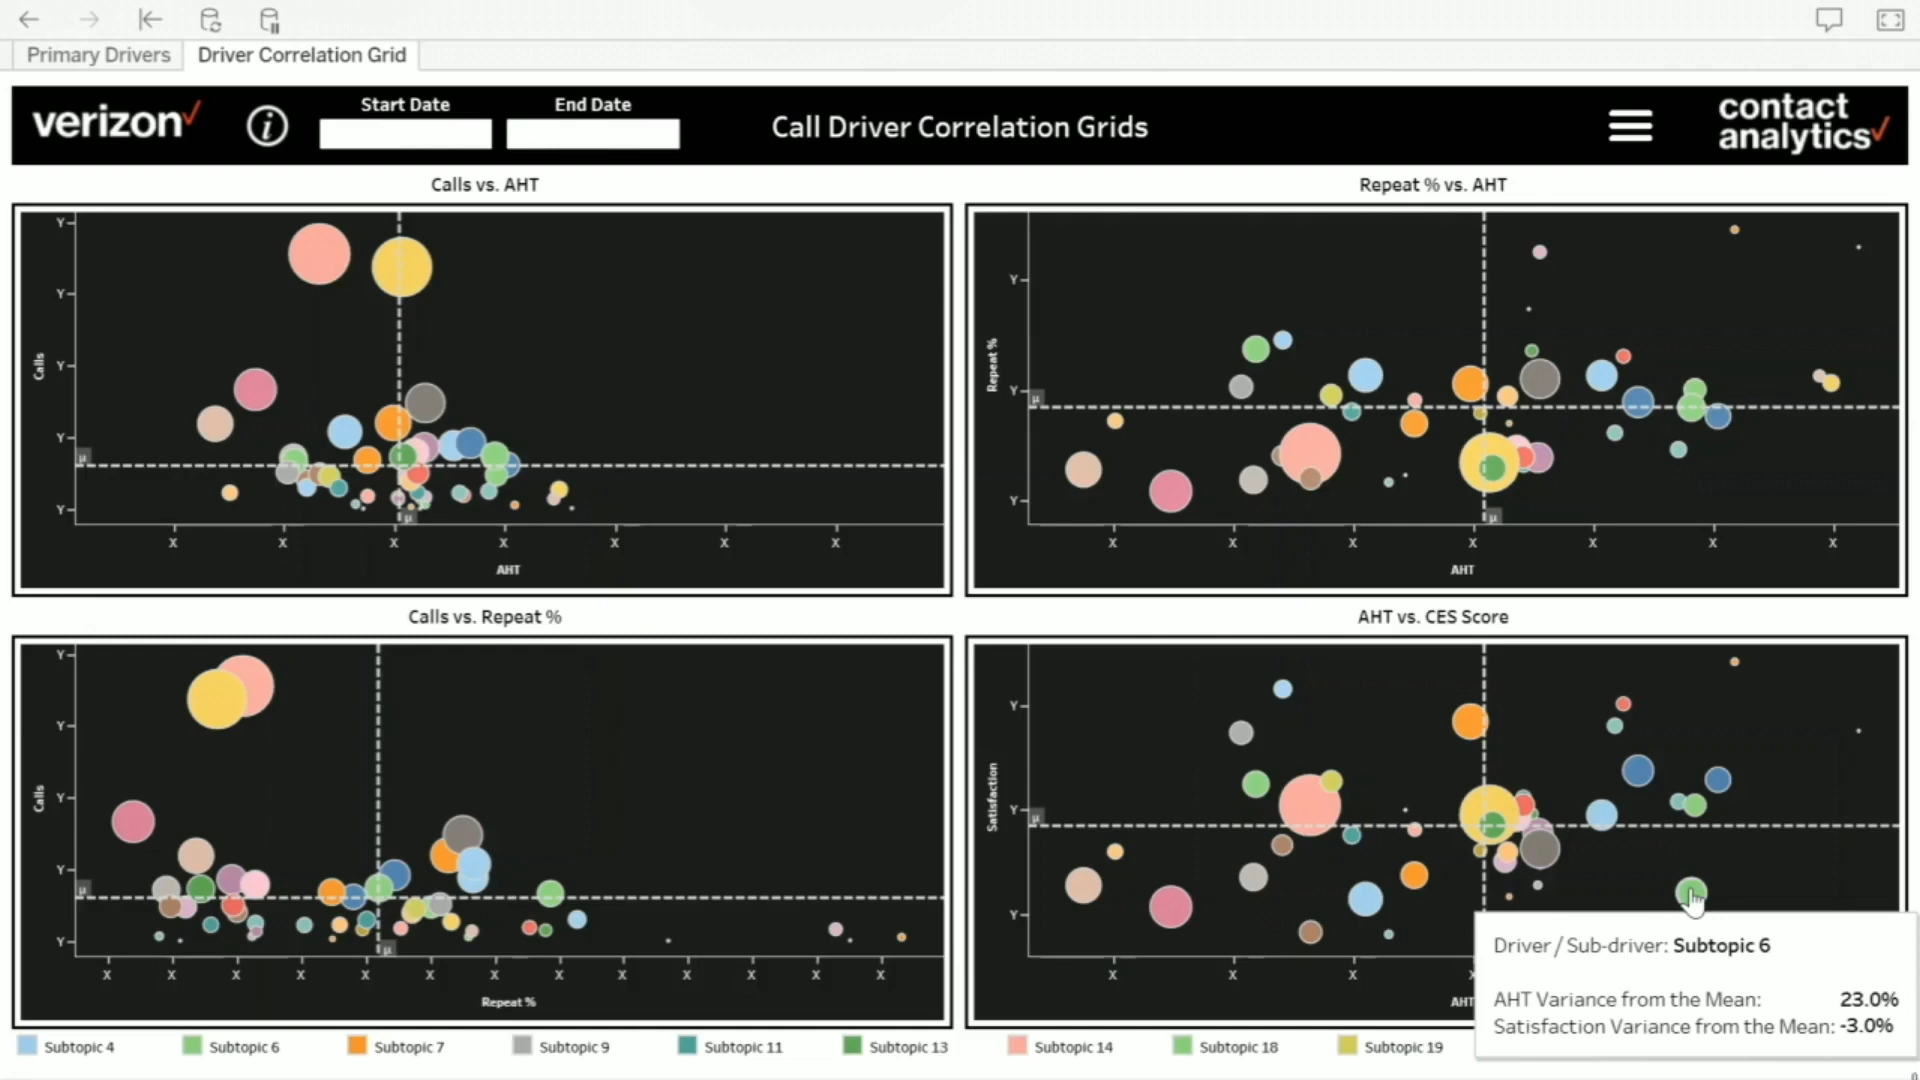 Primary Drivers
Driver Correlation Grid
verizon✓
i
Start Date
End Date
Call Driver Correlation Grids
contact
analytics✓
Calls vs. AHT
Y
Y
Y
Y
Y
Calls
μ
μ
X X X X X X X
AHT
Repeat % vs. AHT
Y
Y
Y
Repeat %
μ
μ
X X X X X X X
AHT
Calls vs. Repeat %
Y
Y
Y
Y
Y
Calls
μ
μ
X X X X X X X X X X X X X
Repeat %
AHT vs. CES Score
Y
Y
Y
Satisfaction
μ
X X X X
AHT
Driver / Sub-driver: Subtopic 6
AHT Variance from the Mean: 23.0%
Satisfaction Variance from the Mean: -3.0%
Subtopic 4
Subtopic 6
Subtopic 7
Subtopic 9
Subtopic 11
Subtopic 13
Subtopic 14
Subtopic 18
Subtopic 19